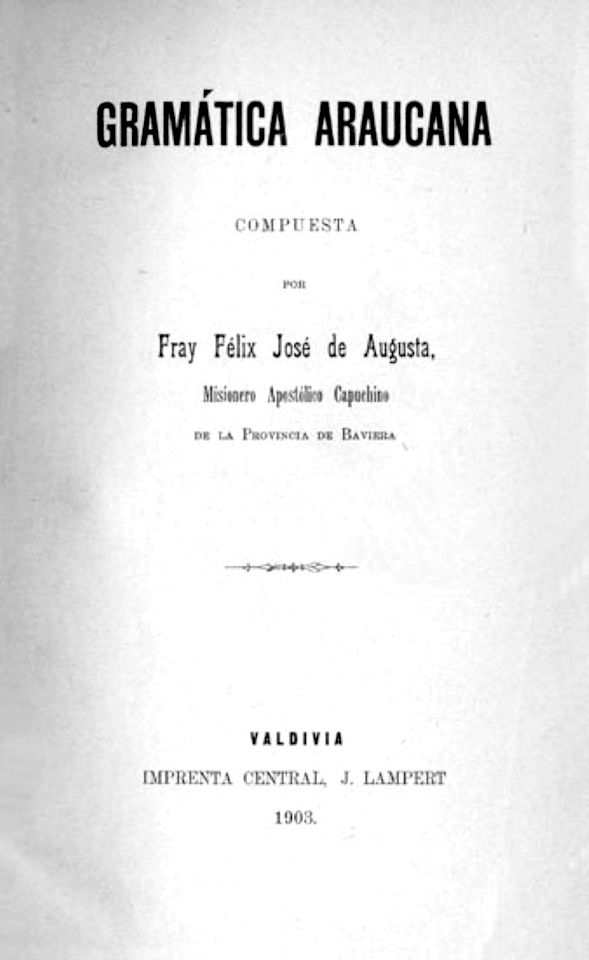 GRAMÁTICA ARAUCANA
COMPUESTA
POR
Fray Félix José de Augusta,
Misionero Apostólico Capuchino
DE LA PROVINCIA DE BAVIERA
VALDIVIA
IMPRENTA CENTRAL, J. LAMPERT
1903.